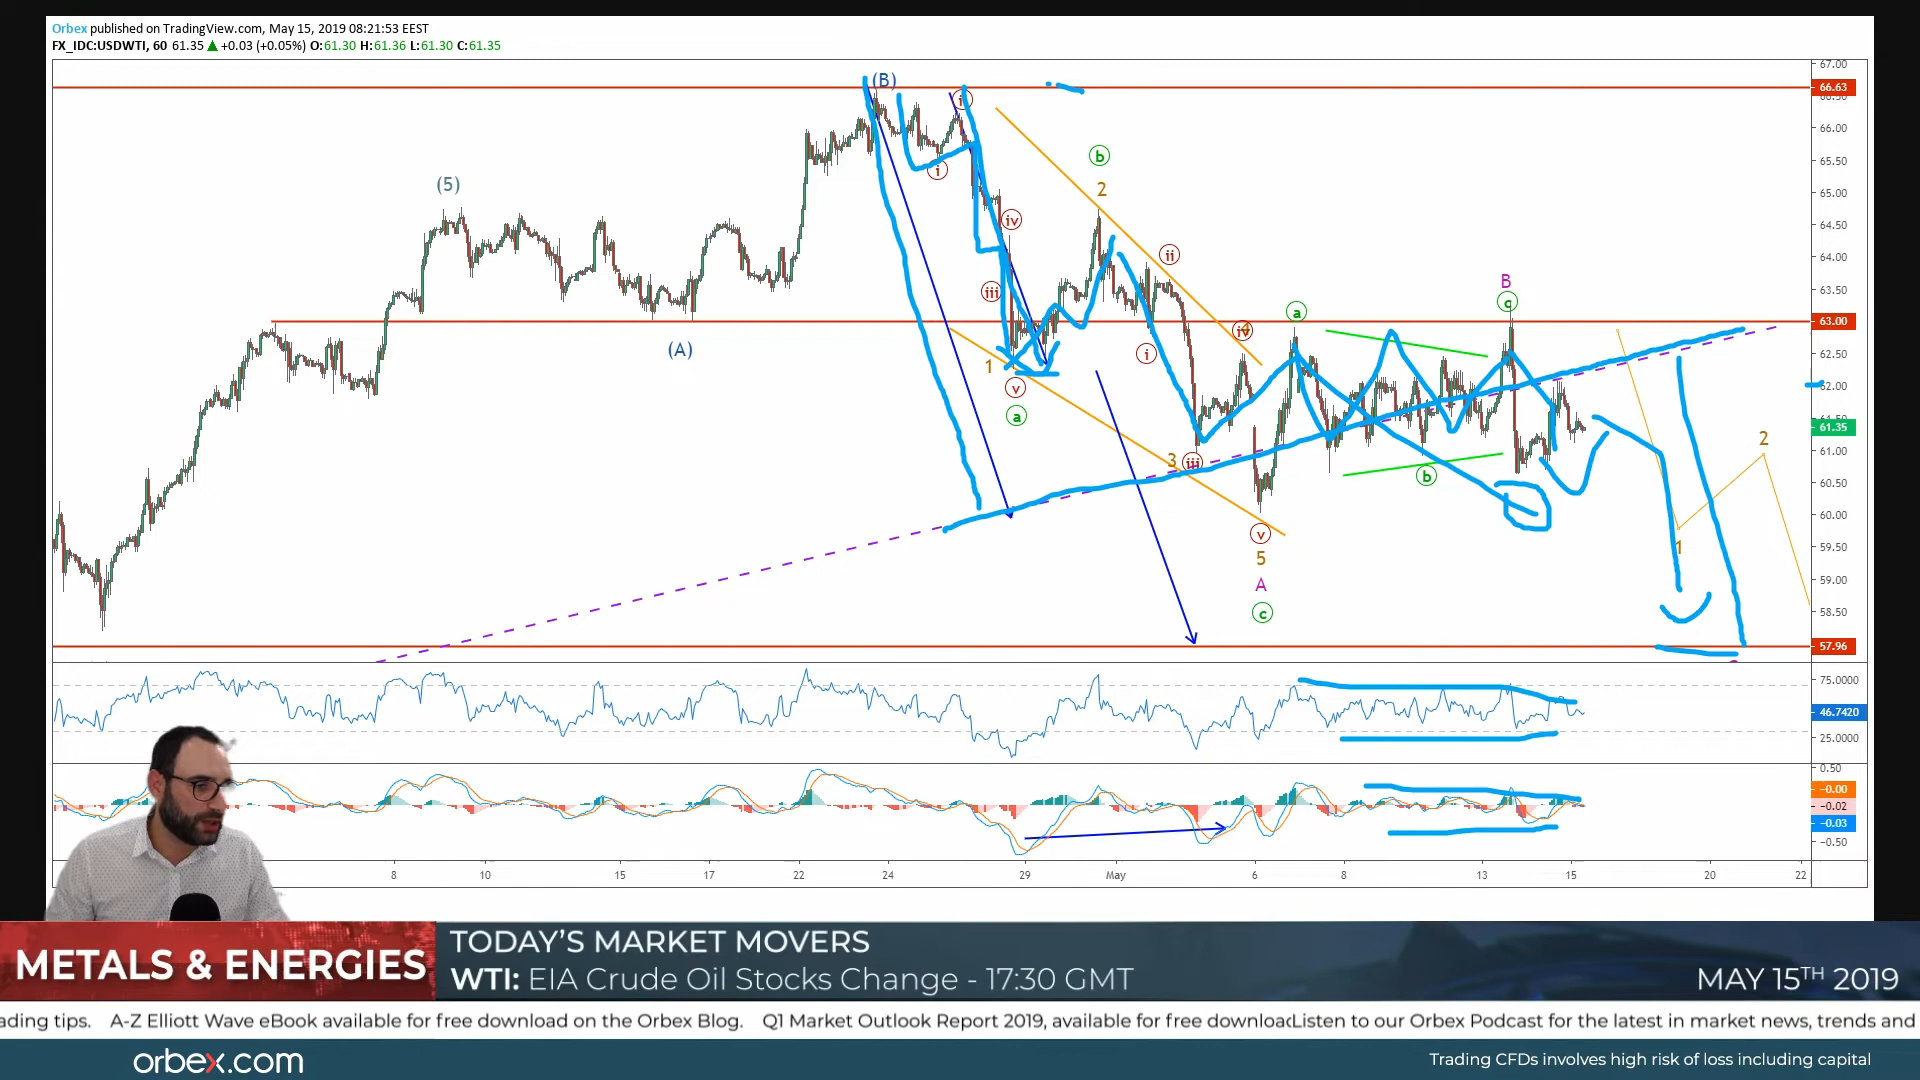 Orbex published on TradingView.com, May 15, 2019 08:21:53 EEST
FX_IDC:USDWTI, 60 61.35 ▲ +0.03 (+0.05%) O:61.30 H:61.36 L:61.30 C:61.35
67.00
66.63
66.00
65.50
65.00
64.50
64.00
63.50
63.00
62.50
62.00
61.35
61.00
60.50
60.00
59.50
59.00
58.50
57.96
(B)
(5)
(A)
i
i
iv
iii
1
v
a
b
2
ii
i
iv
3
iii
v
5
A
c
a
b
B
c
1
2
75.0000
46.7420
25.0000
0.50
-0.00
-0.02
-0.03
-0.50
8 10 15 17 22 24 29 May 6 8 13 15 20 22
METALS & ENERGIES
TODAY'S MARKET MOVERS
WTI: EIA Crude Oil Stocks Change - 17:30 GMT
MAY 15TH 2019
ading tips. A-Z Elliott Wave eBook available for free download on the Orbex Blog. Q1 Market Outlook Report 2019, available for free downloa Listen to our Orbex Podcast for the latest in market news, trends and
orbex.com
Trading CFDs involves high risk of loss including capital